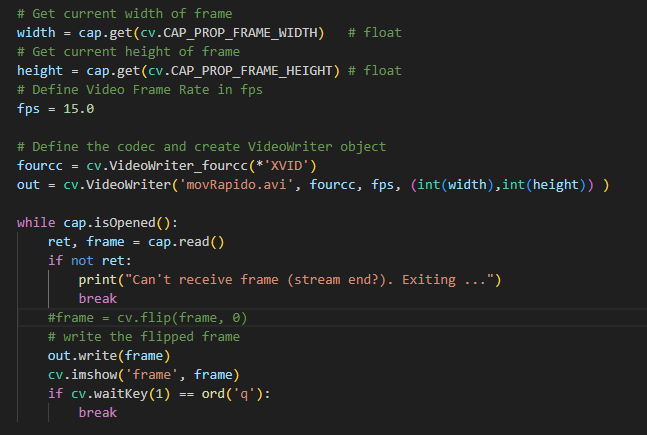 # Get current width of frame
width = cap.get(cv.CAP_PROP_FRAME_WIDTH)   # float
# Get current height of frame
height = cap.get(cv.CAP_PROP_FRAME_HEIGHT) # float
# Define Video Frame Rate in fps
fps = 15.0

# Define the codec and create VideoWriter object
fourcc = cv.VideoWriter_fourcc(*'XVID')
out = cv.VideoWriter('movRapido.avi', fourcc, fps, (int(width),int(height)) )

while cap.isOpened():
    ret, frame = cap.read()
    if not ret:
        print("Can't receive frame (stream end?). Exiting ...")
        break
    #frame = cv.flip(frame, 0)
    # write the flipped frame
    out.write(frame)
    cv.imshow('frame', frame)
    if cv.waitKey(1) == ord('q'):
        break